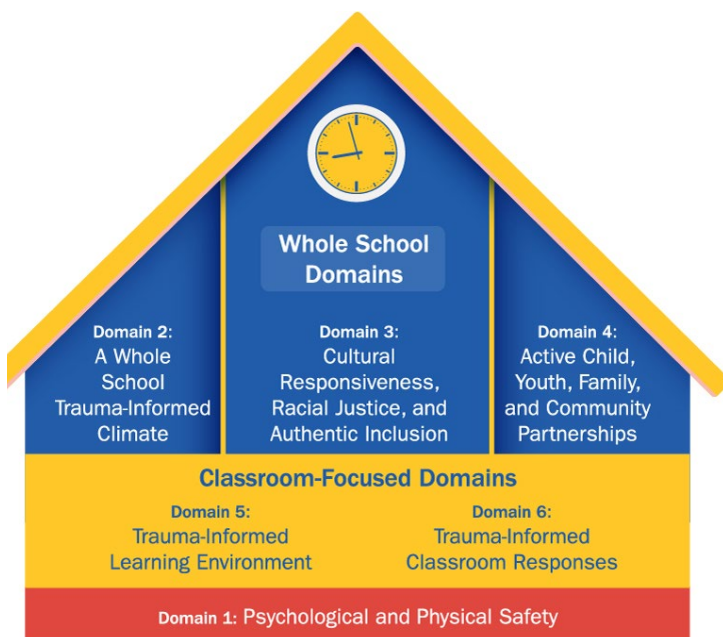 Whole School
Domains
Domain 2:
A Whole
School
Trauma-Informed
Climate
Domain 3:
Cultural
Responsiveness,
Racial Justice, and
Authentic Inclusion
Domain 4:
Active Child,
Youth, Family,
and Community
Partnerships
Classroom-Focused Domains
Domain 5:
Trauma-Informed
Learning Environment
Domain 6:
Trauma-Informed
Classroom Responses
Domain 1: Psychological and Physical Safety